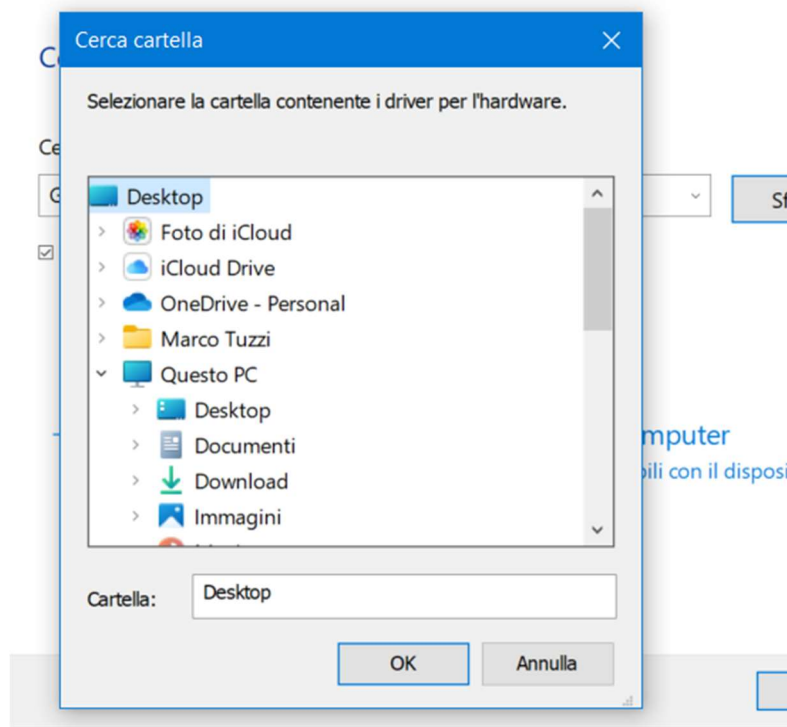 Cerca cartella
Selezionare la cartella contenente i driver per l'hardware.
Desktop
Foto di iCloud
iCloud Drive
OneDrive - Personal
Marco Tuzzi
Questo PC
Desktop
Documenti
Download
Immagini
mputer
bili con il disposi
Cartella: Desktop
OK Annulla